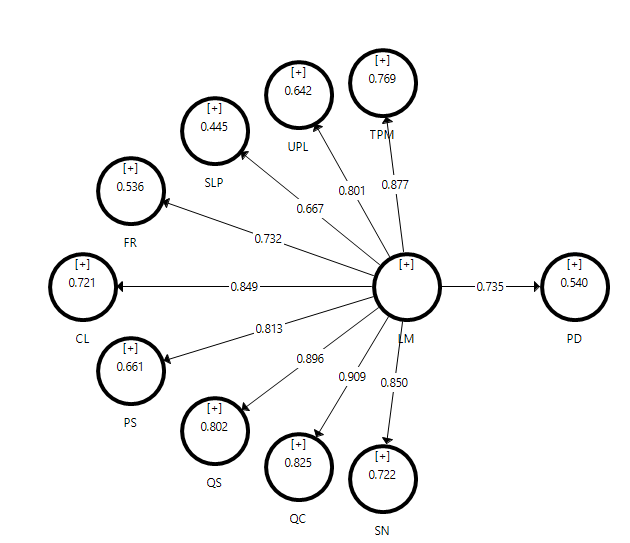 [+]
0.769
TPM
[+]
0.642
UPL
[+]
0.445
SLP
[+]
0.536
FR
[+]
0.721
CL
[+]
0.661
PS
[+]
0.802
QS
[+]
0.825
QC
[+]
0.722
SN
[+]
LM
[+]
0.540
PD
0.877
0.801
0.667
0.732
0.849
0.813
0.896
0.909
0.850
0.735